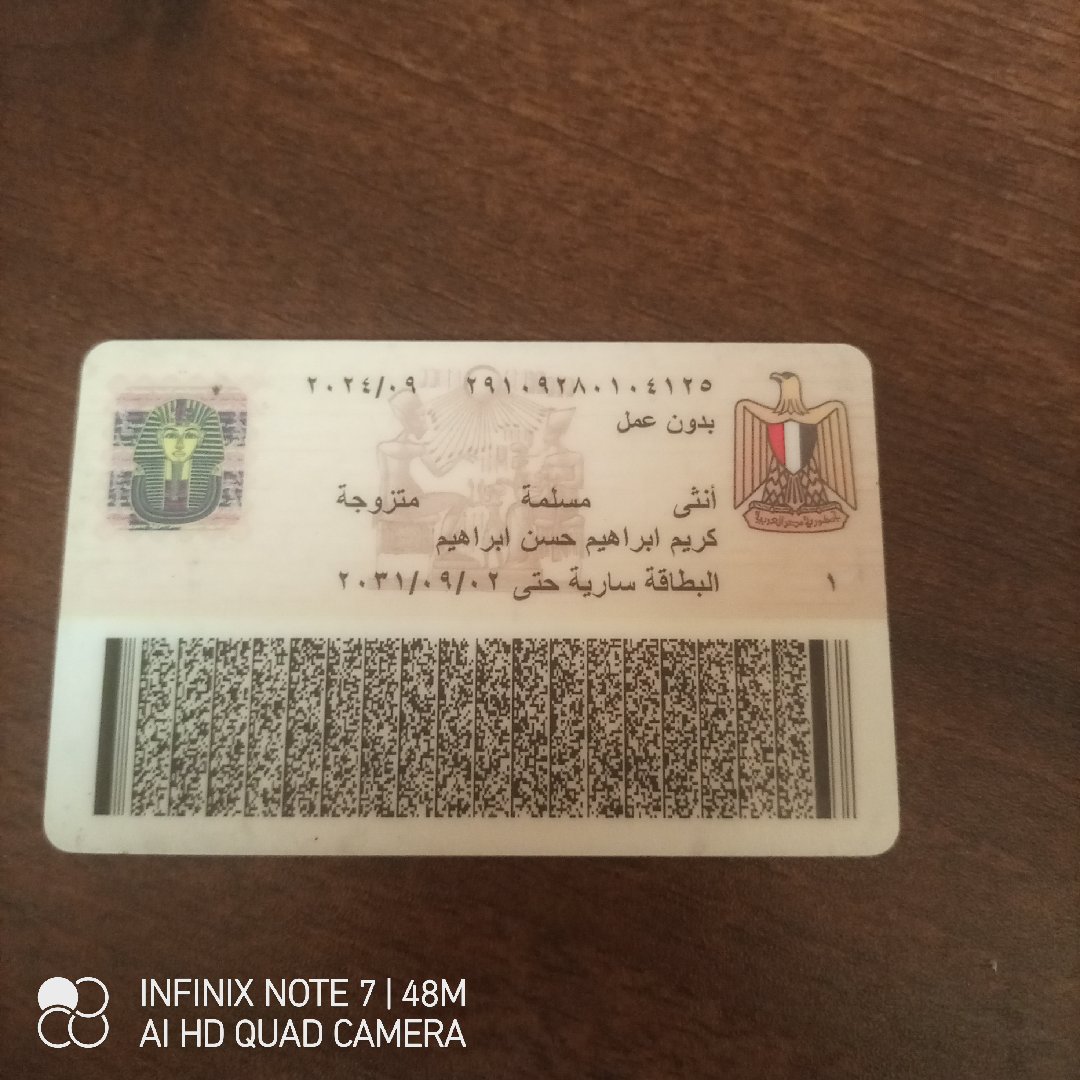 ٢٩١٠٩٢٨٠١٠٤١٢٥ ٢٠٢٤/٠٩
بدون عمل
أنثى مسلمة متزوجة
كريم ابراهيم حسن ابراهيم
البطاقة سارية حتى ٢٠٣١/٠٩/٠٢
١
INFINIX NOTE 7 | 48M
AI HD QUAD CAMERA